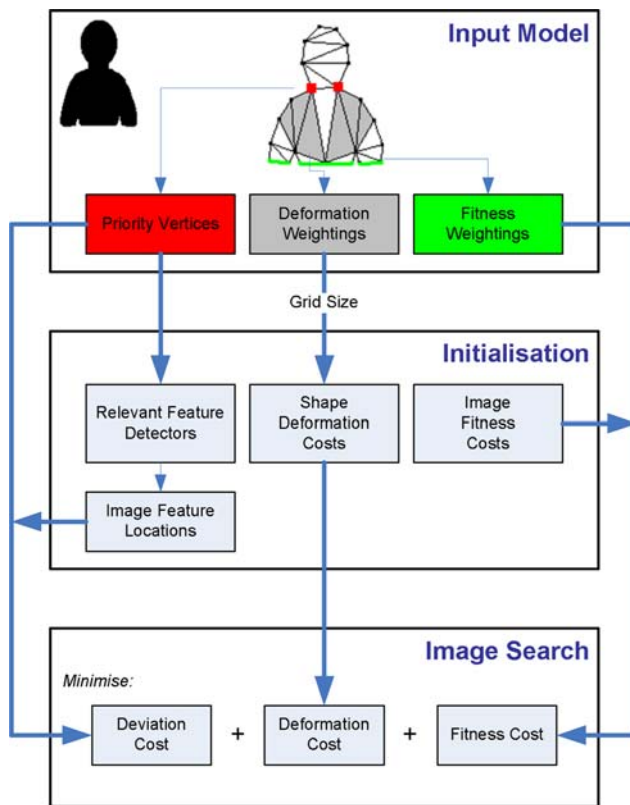 Input Model
Priority Vertices
Deformation
Weightings
Fitness
Weightings
Grid Size
Initialisation
Relevant Feature
Detectors
Shape
Deformation
Costs
Image
Fitness
Costs
Image Feature
Locations
Image Search
Minimise:
Deviation
Cost
+
Deformation
Cost
+
Fitness Cost